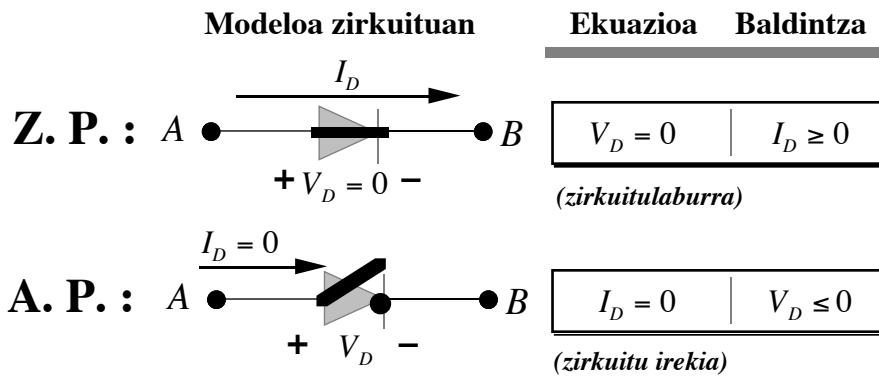 Modeloa zirkuituan Ekuazioa Baldintza
I_D
Z. P. : A B V_D = 0 I_D ≥ 0
+ V_D = 0 −
(zirkuitulaburra)
I_D = 0
A. P. : A B I_D = 0 V_D ≤ 0
+ V_D −
(zirkuitu irekia)